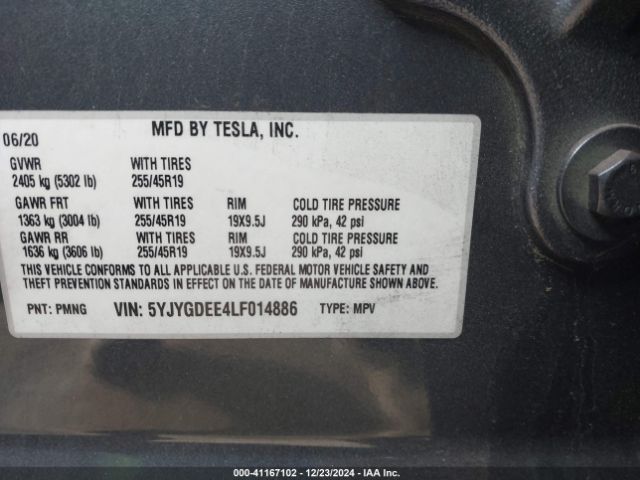 MFD BY TESLA, INC.
06/20
GVWR WITH TIRES
2405 kg (5302 lb) 255/45R19
GAWR FRT WITH TIRES RIM COLD TIRE PRESSURE
1363 kg (3004 lb) 255/45R19 19X9.5J 290 kPa, 42 psi
GAWR RR WITH TIRES RIM COLD TIRE PRESSURE
1636 kg (3606 lb) 255/45R19 19X9.5J 290 kPa, 42 psi
THIS VEHICLE CONFORMS TO ALL APPLICABLE U.S. FEDERAL MOTOR VEHICLE SAFETY AND
THEFT PREVENTION STANDARDS IN EFFECT ON THE DATE OF MANUFACTURE SHOWN ABOVE.
PNT: PMNG VIN: 5YJYGDEE4LF014886 TYPE: MPV
000-41167102 - 12/23/2024 - IAA Inc.